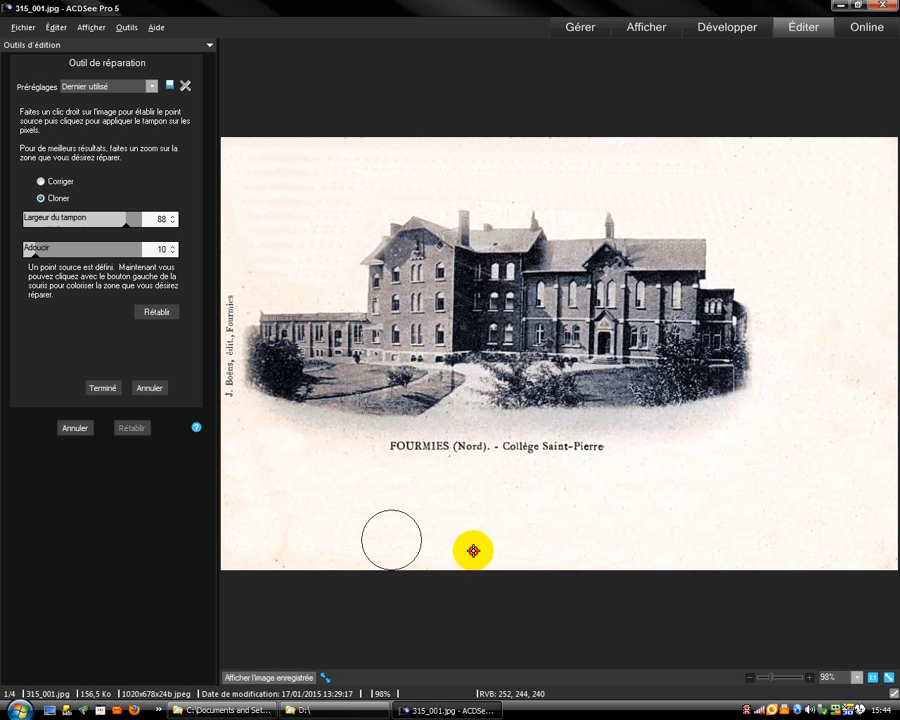 315_001.jpg - ACDSee Pro 5
Fichier Éditer Afficher Outils Aide
Gérer Afficher Développer Éditer Online
Outils d'édition
Outil de réparation
Préréglages Dernier utilisé
Faites un clic droit sur l'image pour établir le point
source puis cliquez pour appliquer le tampon sur les
pixels.
Pour de meilleurs résultats, faites un zoom sur la
zone que vous désirez réparer.
Corriger
Cloner
Largeur du tampon 88
Adoucir 10
Un point source est défini. Maintenant vous
pouvez cliquez avec le bouton gauche de la
souris pour coloriser la zone que vous désirez
réparer.
Rétablir
Terminé Annuler
Annuler Rétablir
J. Boëns, édit., Fourmies
FOURMIES (Nord). - Collège Saint-Pierre
Afficher l'image enregistrée
98%
1/4 315_001.jpg 156,5 Ko 1020x678x24b jpeg Date de modification: 17/01/2015 13:29:17 98% RVB: 252, 244, 240
C:\Documents and Set... D:\ 315_001.jpg - ACDSe... 15:44